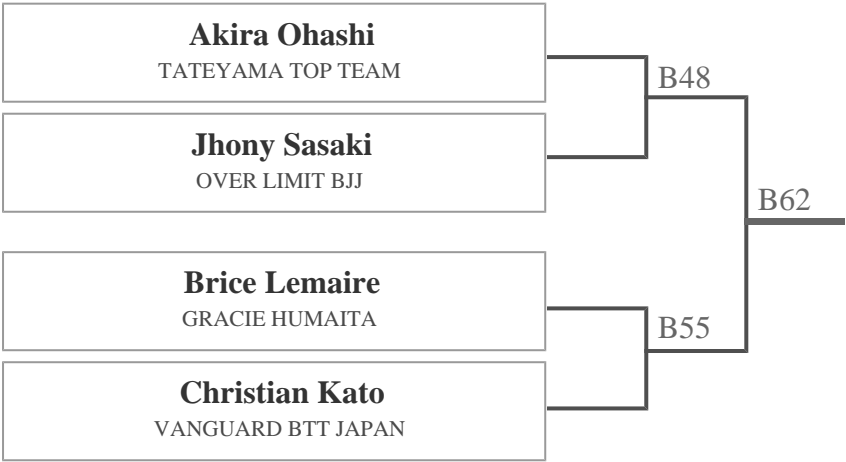 Akira Ohashi
TATEYAMA TOP TEAM
B48
Jhony Sasaki
OVER LIMIT BJJ
B62
Brice Lemaire
GRACIE HUMAITA
B55
Christian Kato
VANGUARD BTT JAPAN